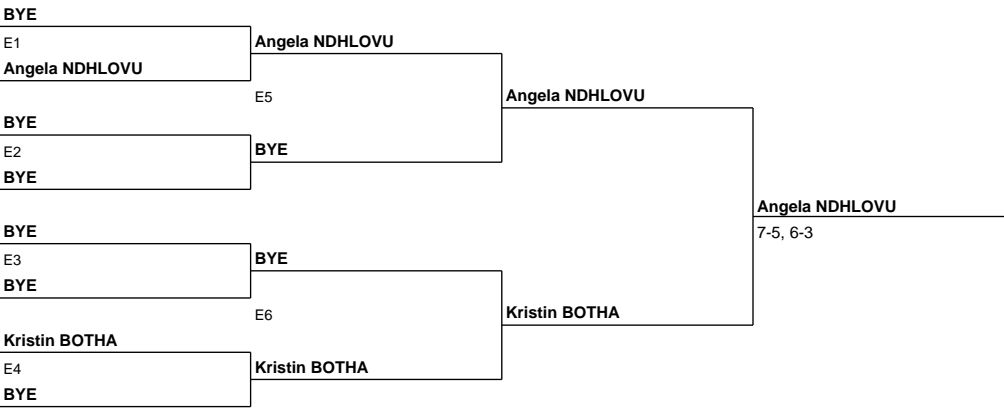 BYE
E1
Angela NDHLOVU
Angela NDHLOVU
E5
Angela NDHLOVU
BYE
E2
BYE
BYE
Angela NDHLOVU
7-5, 6-3
BYE
E3
BYE
BYE
E6
Kristin BOTHA
Kristin BOTHA
E4
Kristin BOTHA
BYE